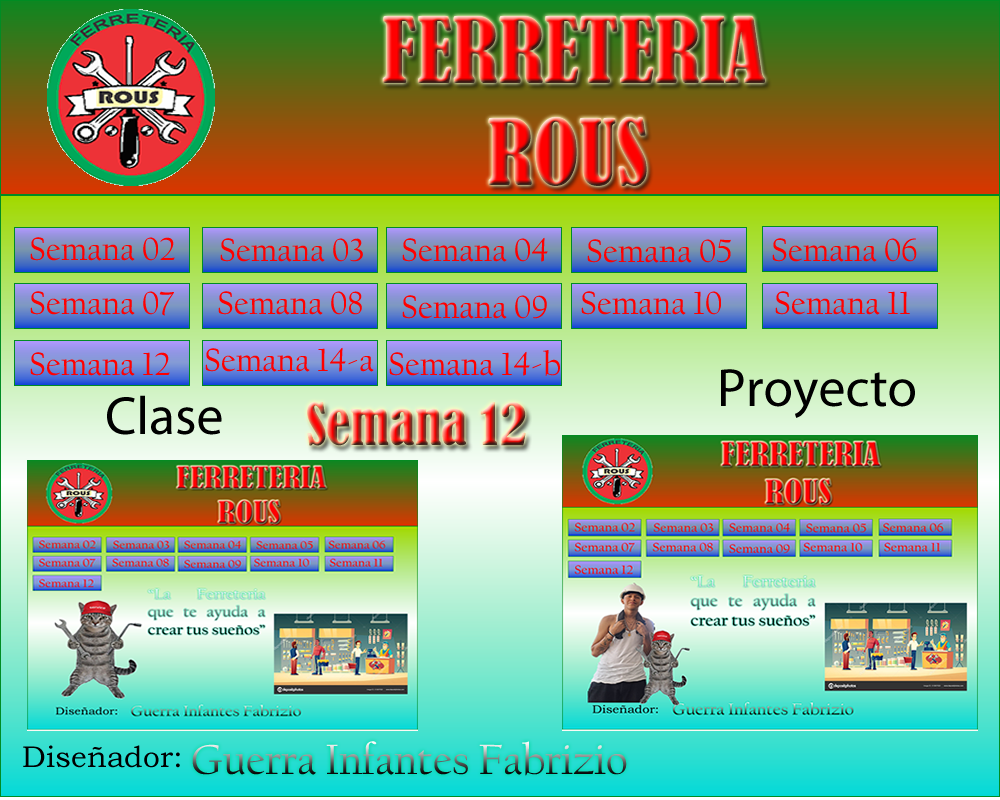 FERRETERIA
ROUS
FERRETERIA
ROUS
Semana 02 Semana 03 Semana 04 Semana 05 Semana 06
Semana 07 Semana 08 Semana 09 Semana 10 Semana 11
Semana 12 Semana 14-a Semana 14-b
Clase
Semana 12
Proyecto
FERRETERIA
ROUS
FERRETERIA
ROUS
Semana 02 Semana 03 Semana 04 Semana 05 Semana 06
Semana 07 Semana 08 Semana 09 Semana 10 Semana 11
Semana 12
"La Ferreteria
que te ayuda a
crear tus sueños"
depositphotos
Diseñador: Guerra Infantes Fabrizio
FERRETERIA
ROUS
FERRETERIA
ROUS
Semana 02 Semana 03 Semana 04 Semana 05 Semana 06
Semana 07 Semana 08 Semana 09 Semana 10 Semana 11
Semana 12
"La Ferreteria
que te ayuda a
crear tus sueños"
depositphotos
Diseñador: Guerra Infantes Fabrizio
Diseñador: Guerra Infantes Fabrizio